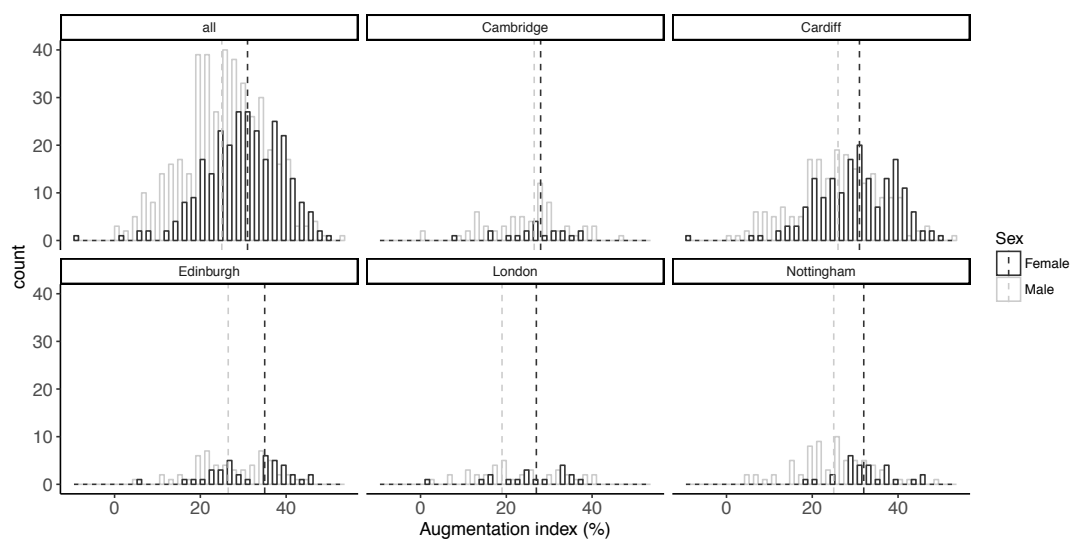 all
Cambridge
Cardiff
40
30
20
10
0
count
Edinburgh
London
Nottingham
40
30
20
10
0
0 20 40
0 20 40
0 20 40
Augmentation index (%)
Sex
Female
Male